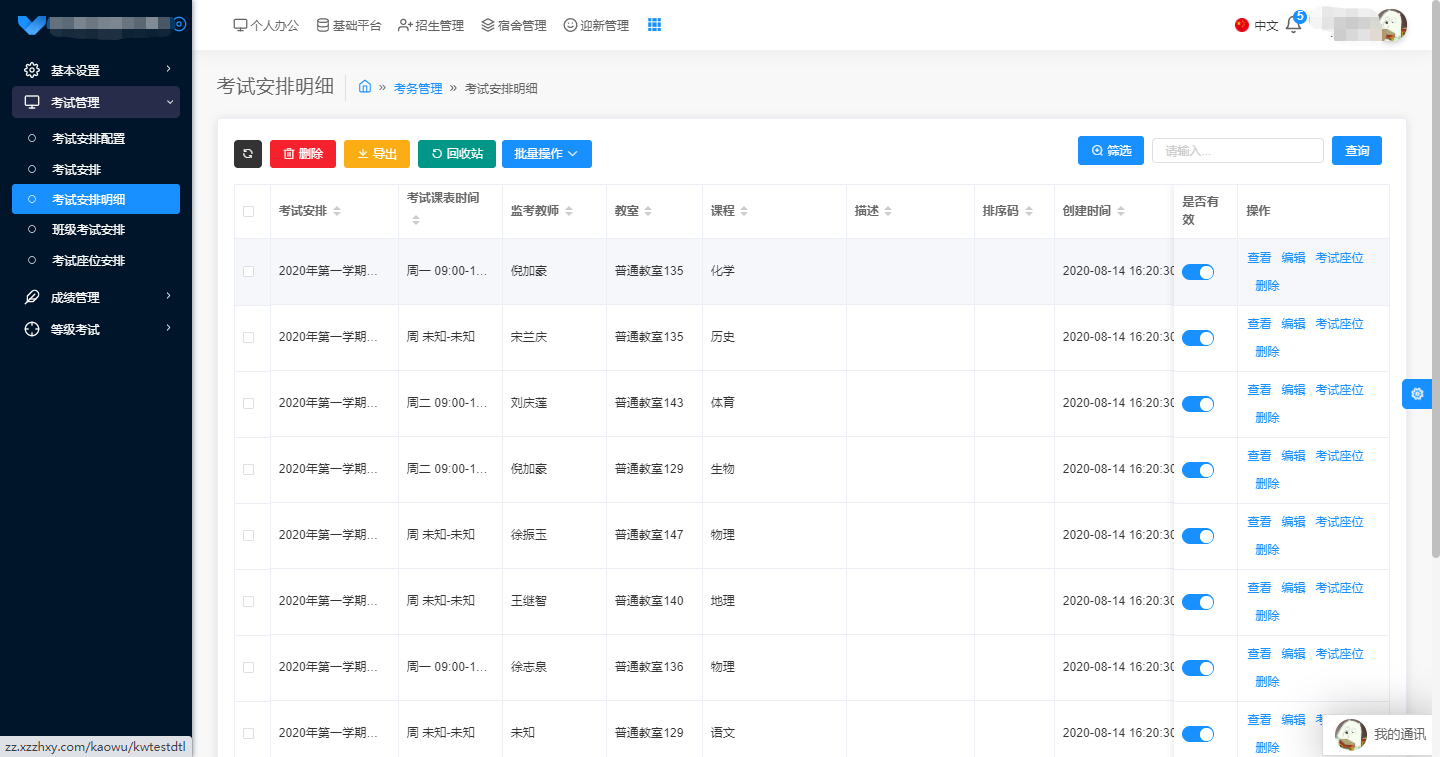 个人办公 基础平台 招生管理 宿舍管理 迎新管理
中文 5
基本设置
考试管理
考试安排配置
考试安排
考试安排明细
班级考试安排
考试座位安排
成绩管理
等级考试
考试安排明细 » 考务管理 » 考试安排明细
删除 导出 回收站 批量操作 筛选 请输入... 查询
考试安排 考试课表时间 监考教师 教室 课程 描述 排序码 创建时间 是否有效 操作
2020年第一学期... 周一 09:00-1... 倪加豪 普通教室135 化学 2020-08-14 16:20:30 查看 编辑 考试座位
删除
2020年第一学期... 周 未知-未知 宋兰庆 普通教室135 历史 2020-08-14 16:20:30 查看 编辑 考试座位
删除
2020年第一学期... 周二 09:00-1... 刘庆莲 普通教室143 体育 2020-08-14 16:20:30 查看 编辑 考试座位
删除
2020年第一学期... 周二 09:00-1... 倪加豪 普通教室129 生物 2020-08-14 16:20:30 查看 编辑 考试座位
删除
2020年第一学期... 周 未知-未知 徐振玉 普通教室147 物理 2020-08-14 16:20:30 查看 编辑 考试座位
删除
2020年第一学期... 周 未知-未知 王继智 普通教室140 地理 2020-08-14 16:20:30 查看 编辑 考试座位
删除
2020年第一学期... 周一 09:00-1... 徐志泉 普通教室136 物理 2020-08-14 16:20:30 查看 编辑 考试座位
删除
2020年第一学期... 周 未知-未知 未知 普通教室129 语文 2020-08-14 16:20:30 查看 编辑
删除
我的通讯
zz.xzzhxy.com/kaowu/kwtestdtl